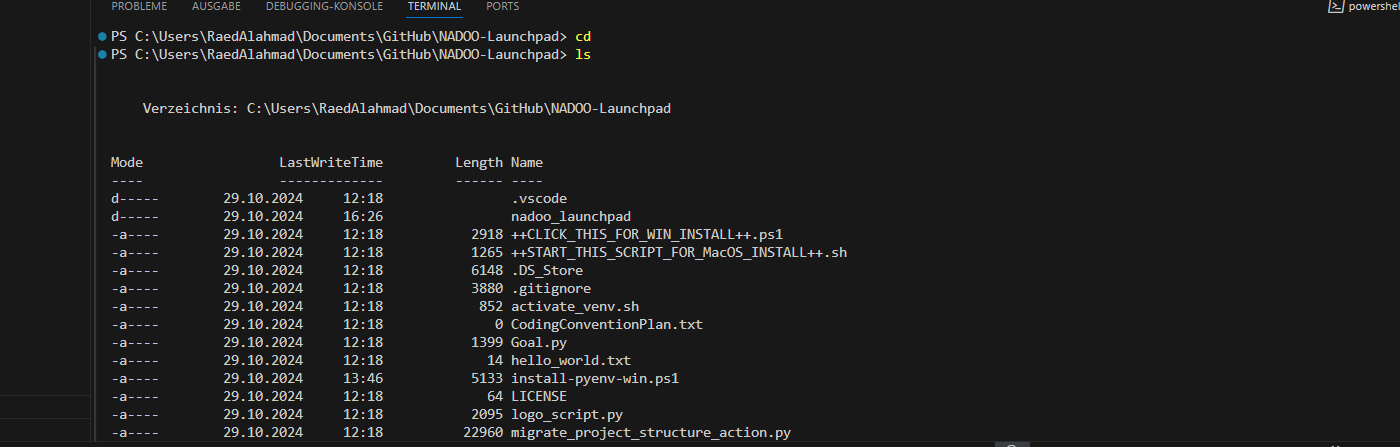 PROBLEME AUSGABE DEBUGGING-KONSOLE TERMINAL PORTS
PS C:\Users\RaedAlahmad\Documents\GitHub\NADOO-Launchpad> cd
PS C:\Users\RaedAlahmad\Documents\GitHub\NADOO-Launchpad> ls
Verzeichnis: C:\Users\RaedAlahmad\Documents\GitHub\NADOO-Launchpad
Mode LastWriteTime Length Name
---- ------------- ------ ----
d----- 29.10.2024 12:18 .vscode
d----- 29.10.2024 16:26 nadoo_launchpad
-a---- 29.10.2024 12:18 2918 ++CLICK_THIS_FOR_WIN_INSTALL++.ps1
-a---- 29.10.2024 12:18 1265 ++START_THIS_SCRIPT_FOR_MacOS_INSTALL++.sh
-a---- 29.10.2024 12:18 6148 .DS_Store
-a---- 29.10.2024 12:18 3880 .gitignore
-a---- 29.10.2024 12:18 852 activate_venv.sh
-a---- 29.10.2024 12:18 0 CodingConventionPlan.txt
-a---- 29.10.2024 12:18 1399 Goal.py
-a---- 29.10.2024 12:18 14 hello_world.txt
-a---- 29.10.2024 13:46 5133 install-pyenv-win.ps1
-a---- 29.10.2024 12:18 64 LICENSE
-a---- 29.10.2024 12:18 2095 logo_script.py
-a---- 29.10.2024 12:18 22960 migrate_project_structure_action.py